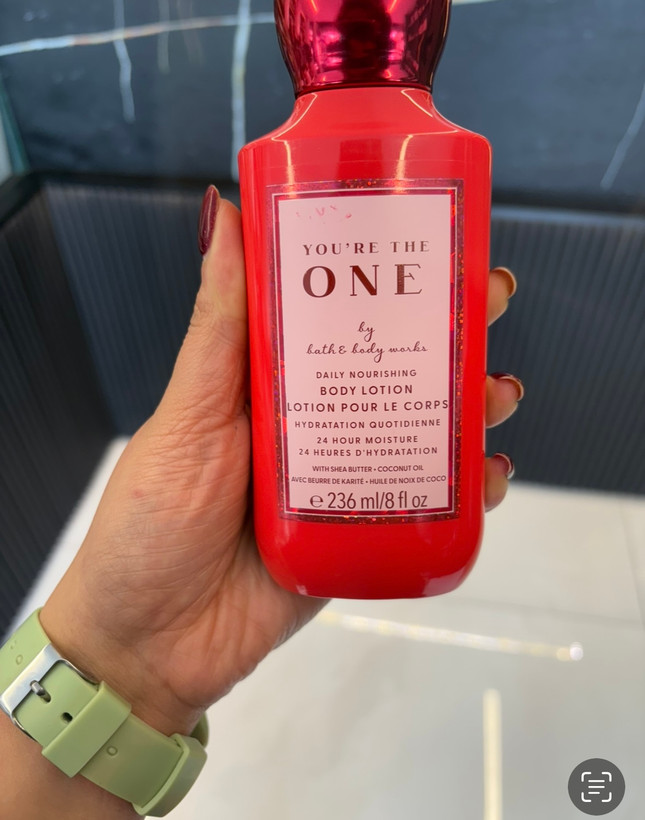 YOU'RE THE
ONE
by
bath & body works
DAILY NOURISHING
BODY LOTION
LOTION POUR LE CORPS
HYDRATATION QUOTIDIENNE
24 HOUR MOISTURE
24 HEURES D'HYDRATATION
WITH SHEA BUTTER • COCONUT OIL
AVEC BEURRE DE KARITÉ • HUILE DE NOIX DE COCO
℮ 236 ml/8 fl oz